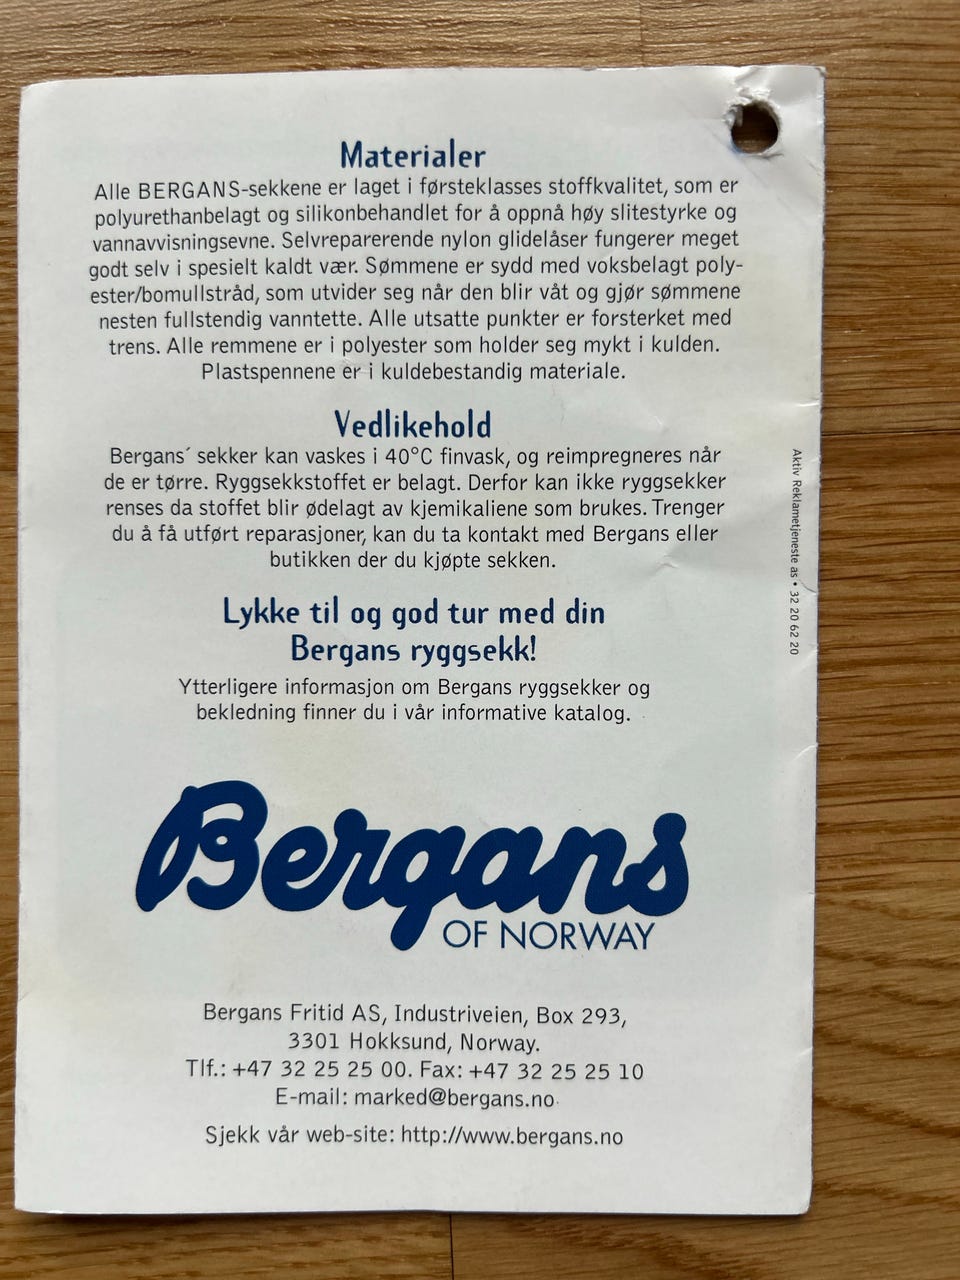 Materialer
Alle BERGANS-sekkene er laget i førsteklasses stoffkvalitet, som er
polyurethanbelagt og silikonbehandlet for å oppnå høy slitestyrke og
vannavvisningsevne. Selvreparerende nylon glidelåser fungerer meget
godt selv i spesielt kaldt vær. Sømmene er sydd med voksbelagt poly-
ester/bomullstråd, som utvider seg når den blir våt og gjør sømmene
nesten fullstendig vanntette. Alle utsatte punkter er forsterket med
trens. Alle remmene er i polyester som holder seg mykt i kulden.
Plastspennene er i kuldebestandig materiale.
Vedlikehold
Bergans´ sekker kan vaskes i 40°C finvask, og reimpregneres når
de er tørre. Ryggsekkstoffet er belagt. Derfor kan ikke ryggsekker
renses da stoffet blir ødelagt av kjemikaliene som brukes. Trenger
du å få utført reparasjoner, kan du ta kontakt med Bergans eller
butikken der du kjøpte sekken.
Lykke til og god tur med din
Bergans ryggsekk!
Ytterligere informasjon om Bergans ryggsekker og
bekledning finner du i vår informative katalog.
Bergans
OF NORWAY
Bergans Fritid AS, Industriveien, Box 293,
3301 Hokksund, Norway.
Tlf.: +47 32 25 25 00. Fax: +47 32 25 25 10
E-mail: marked@bergans.no
Sjekk vår web-site: http://www.bergans.no
Aktiv Reklametjeneste as • 32 20 62 20